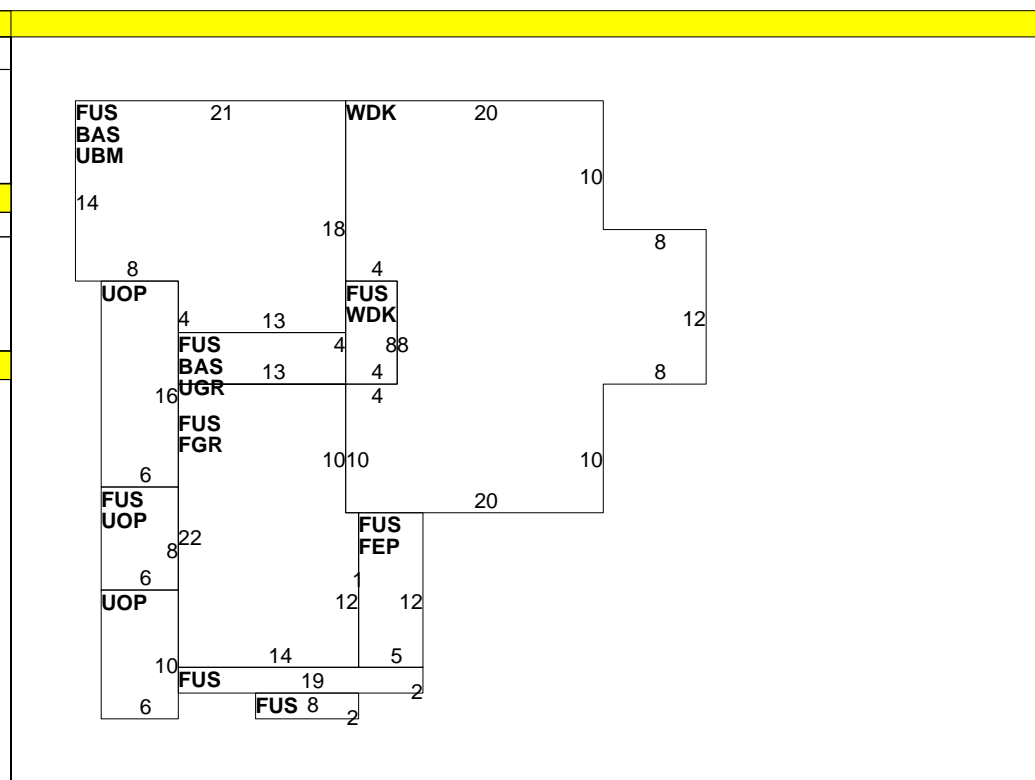 FUS 21 WDK 20
BAS
UBM
10
14
18
8
8 4
UOP FUS
WDK
4 13 12
FUS 4 88
BAS
13 4 8
UGR 4
16
FUS
FGR
10 10 10
6
FUS 20
UOP FUS
22 FEP
8
6 1
UOP 12 12
14 5
10
FUS 19
2
6 FUS 8
2